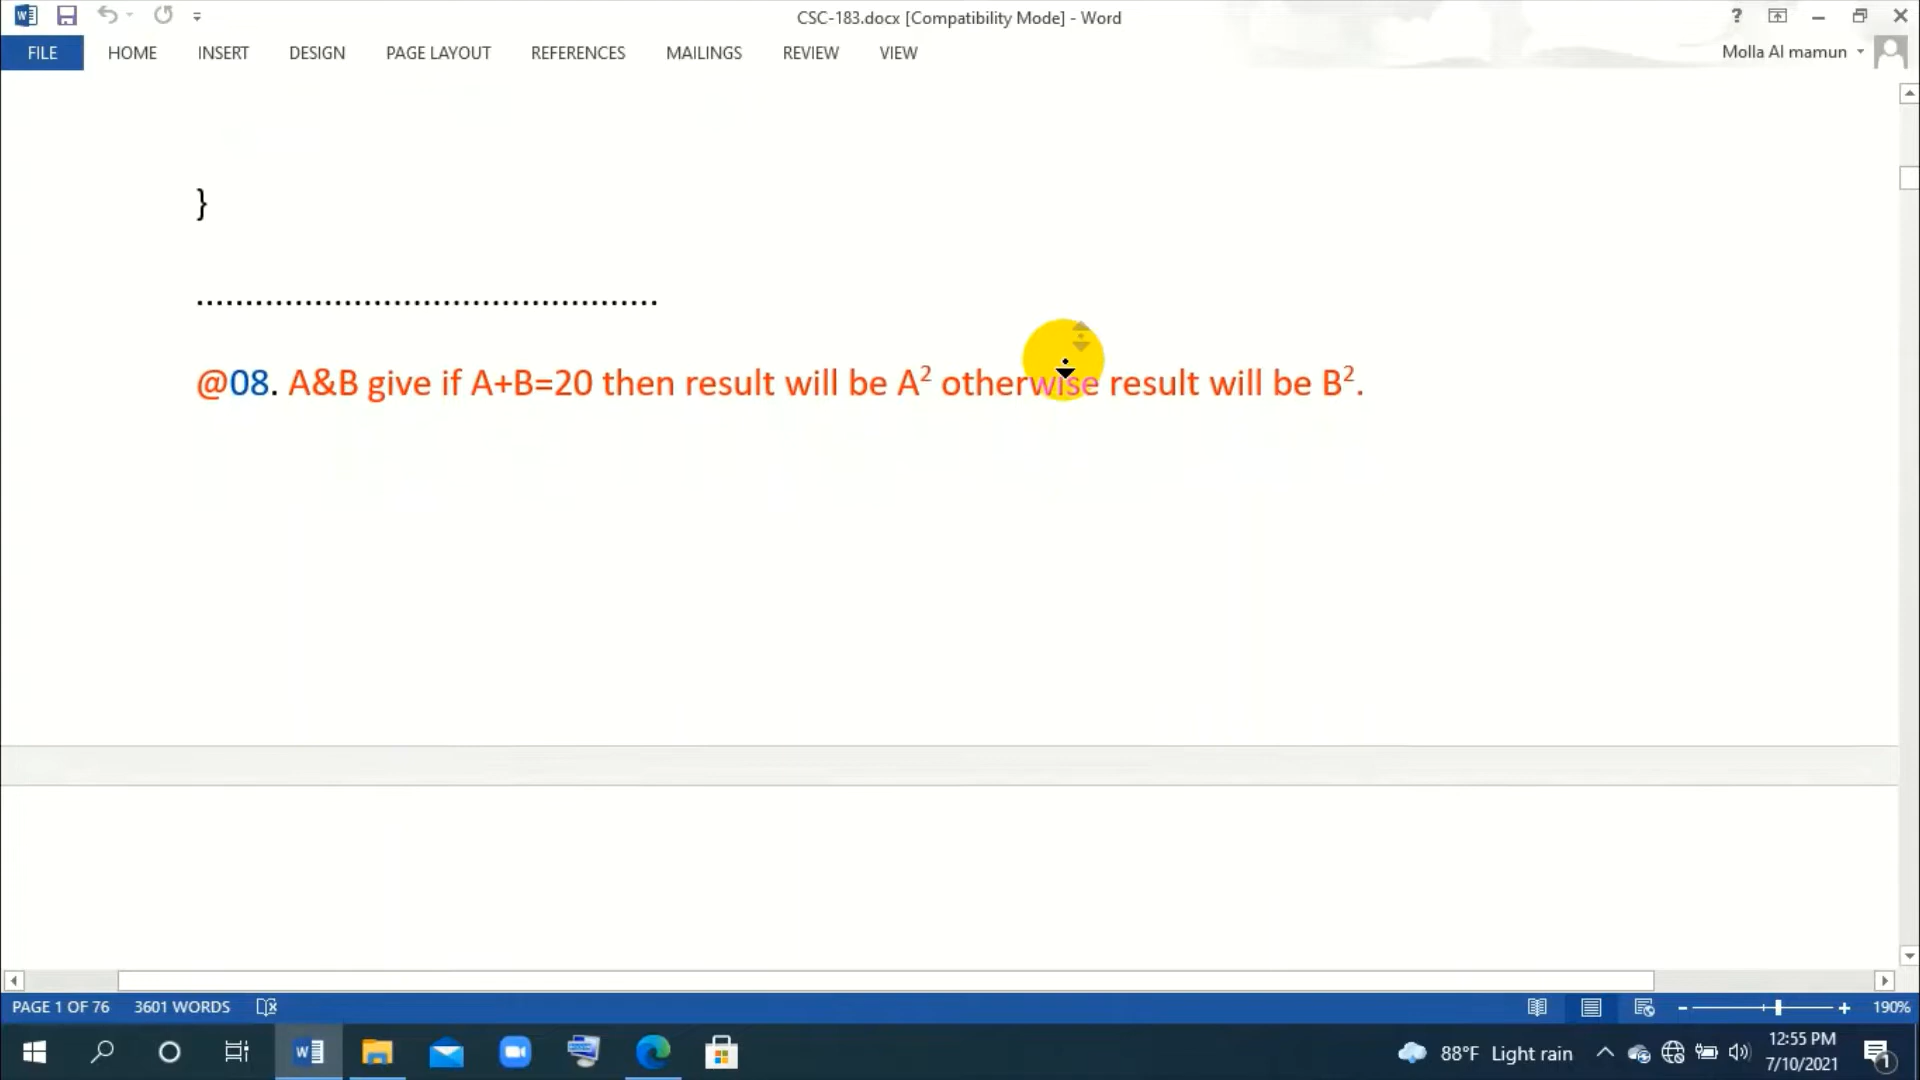 CSC-183.docx [Compatibility Mode] - Word
?
FILE HOME INSERT DESIGN PAGE LAYOUT REFERENCES MAILINGS REVIEW VIEW
Molla Al mamun
}
...............................................
@08. A&B give if A+B=20 then result will be A² otherwise result will be B².
PAGE 1 OF 76 3601 WORDS
190%
88°F Light rain
12:55 PM
7/10/2021
1